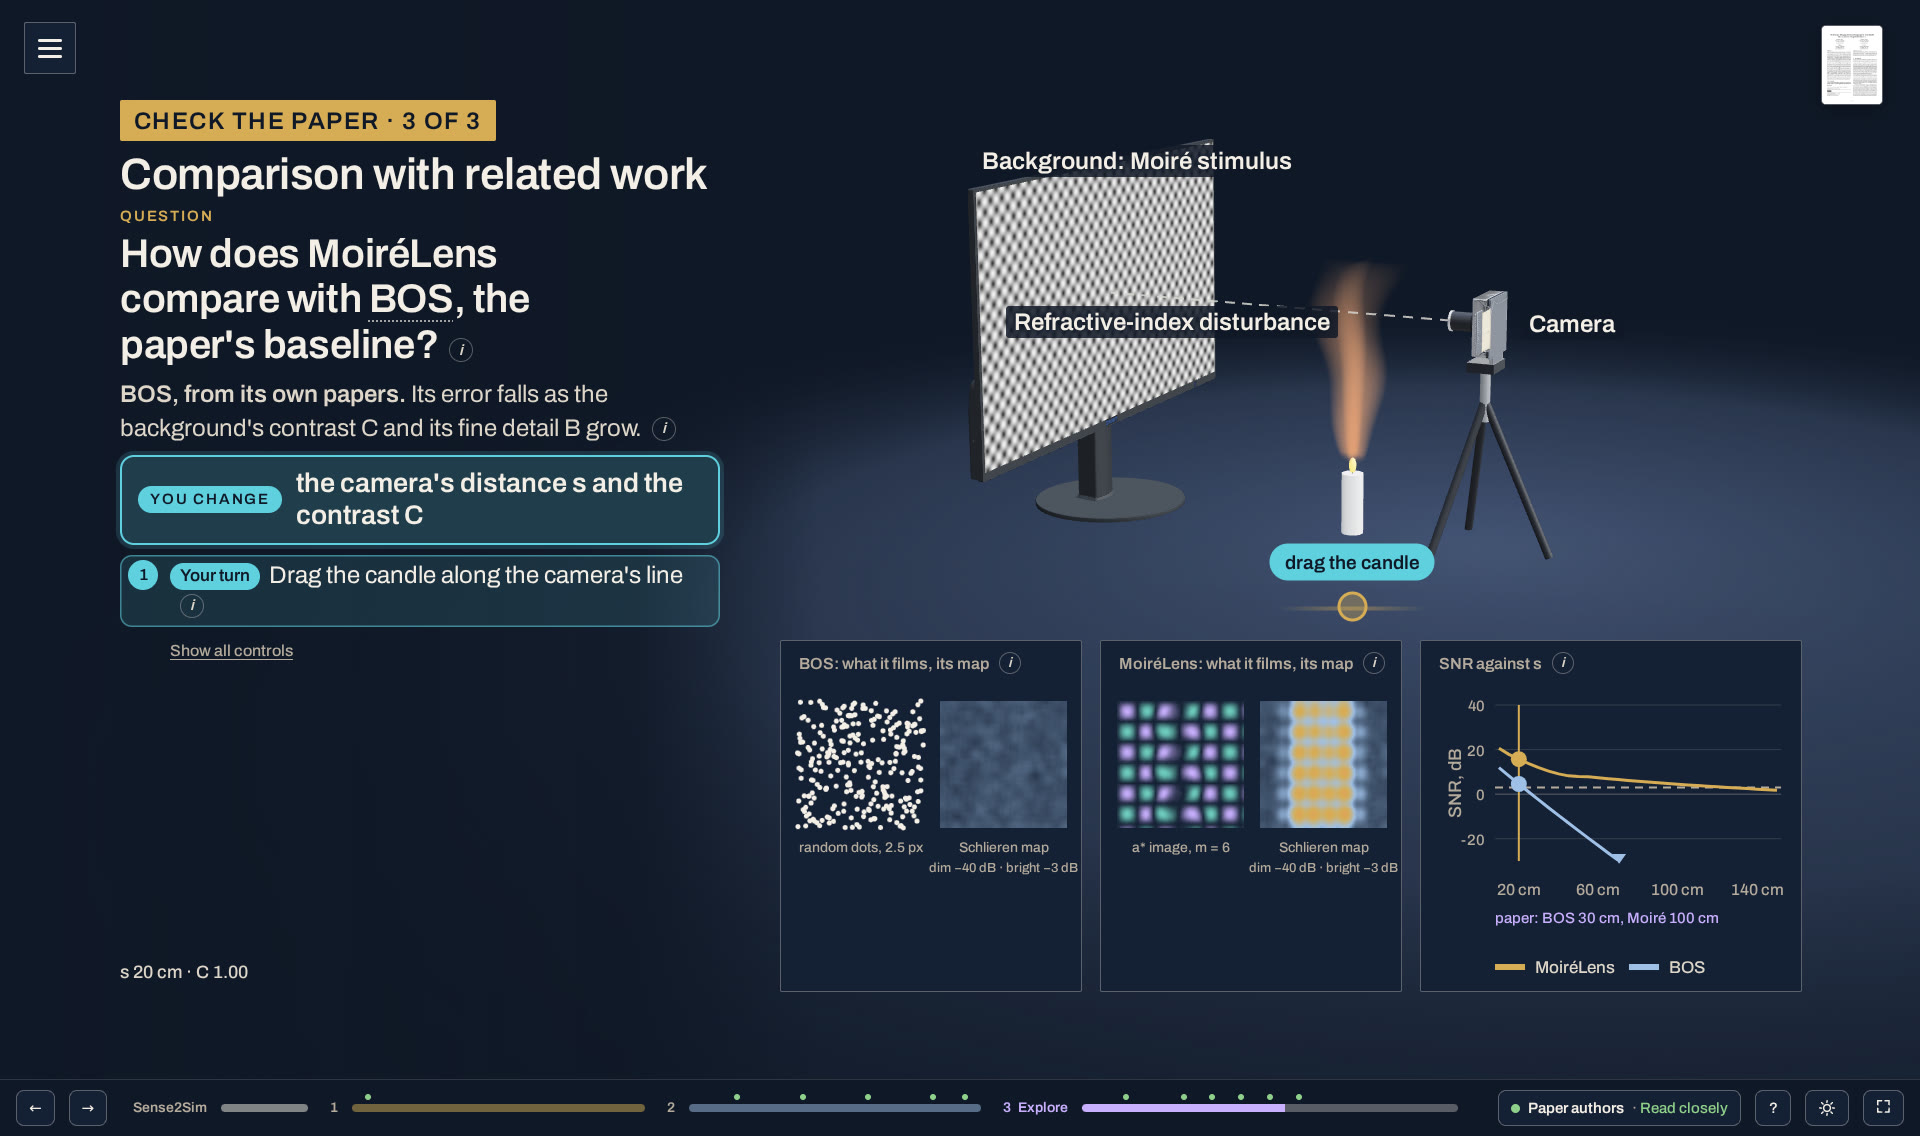 CHECK THE PAPER · 3 OF 3
Comparison with related work
QUESTION
How does MoiréLens
compare with BOS, the
paper's baseline? i
BOS, from its own papers. Its error falls as the
background's contrast C and its fine detail B grow. i
YOU CHANGE the camera's distance s and the
contrast C
1 Your turn Drag the candle along the camera's line
i
Show all controls
s 20 cm · C 1.00
Background: Moiré stimulus
Refractive-index disturbance
Camera
drag the candle
BOS: what it films, its map i
random dots, 2.5 px
Schlieren map
dim −40 dB · bright −3 dB
MoiréLens: what it films, its map i
a* image, m = 6
Schlieren map
dim −40 dB · bright −3 dB
SNR against s i
SNR, dB
40
20
0
-20
20 cm 60 cm 100 cm 140 cm
paper: BOS 30 cm, Moiré 100 cm
MoiréLens BOS
← → Sense2Sim 1 2 3 Explore Paper authors · Read closely ?